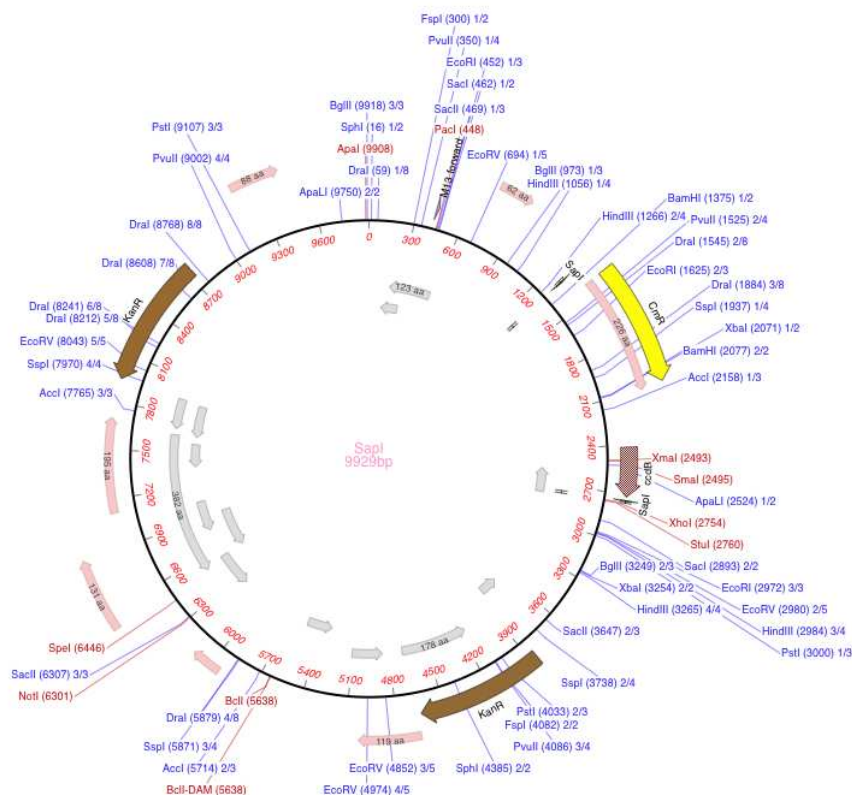 FspI (300) 1/2
PvuII (350) 1/4
EcoRI (452) 1/3
SacI (462) 1/2
SacII (469) 1/3
PacI (448)
M13 forward
EcoRV (694) 1/5
62 aa
BglII (973) 1/3
HindIII (1056) 1/4
HindIII (1266) 2/4
SapI
BamHI (1375) 1/2
PvuII (1525) 2/4
DraI (1545) 2/8
EcoRI (1625) 2/3
DraI (1884) 3/8
SspI (1937) 1/4
CmR
226 aa
XbaI (2071) 1/2
BamHI (2077) 2/2
AccI (2158) 1/3
XmaI (2493)
SmaI (2495)
ccdB
ApaLI (2524) 1/2
SapI
XhoI (2754)
StuI (2760)
SacI (2893) 2/2
EcoRI (2972) 3/3
EcoRV (2980) 2/5
HindIII (2984) 3/4
PstI (3000) 1/3
BglII (3249) 2/3
XbaI (3254) 2/2
HindIII (3265) 4/4
SacII (3647) 2/3
SspI (3738) 2/4
PstI (4033) 2/3
FspI (4082) 2/2
PvuII (4086) 3/4
KanR
178 aa
SphI (4385) 2/2
119 aa
EcoRV (4852) 3/5
EcoRV (4974) 4/5
BclI (5638)
BclI-DAM (5638)
AccI (5714) 2/3
SspI (5871) 3/4
DraI (5879) 4/8
NotI (6301)
SacII (6307) 3/3
SpeI (6446)
131 aa
195 aa
382 aa
AccI (7765) 3/3
SspI (7970) 4/4
EcoRV (8043) 5/5
DraI (8212) 5/8
DraI (8241) 6/8
KanR
DraI (8608) 7/8
DraI (8768) 8/8
PvuII (9002) 4/4
PstI (9107) 3/3
88 aa
ApaLI (9750) 2/2
ApaI (9908)
BglII (9918) 3/3
SphI (16) 1/2
DraI (59) 1/8
123 aa
0
300
600
900
1200
1500
1800
2100
2400
2700
3000
3300
3600
3900
4200
4500
4800
5100
5400
5700
6000
6300
6600
6900
7200
7500
7800
8100
8400
8700
9000
9300
9600
SapI
9929bp